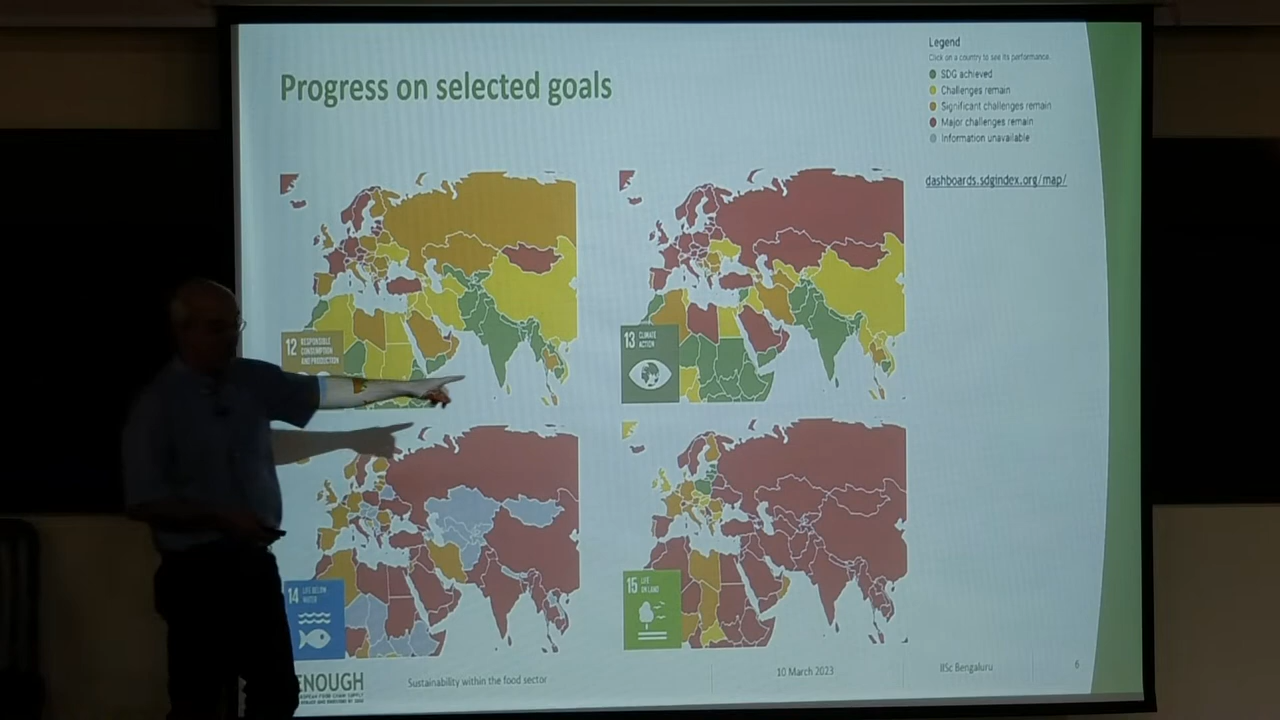 Progress on selected goals
Legend
Click on a country to see its performance.
SDG achieved
Challenges remain
Significant challenges remain
Major challenges remain
Information unavailable
dashboards.sdgindex.org/map/
12 RESPONSIBLE
CONSUMPTION
AND PRODUCTION
13 CLIMATE
ACTION
14 LIFE BELOW
WATER
15 LIFE
ON LAND
ENOUGH
Sustainability within the food sector
10 March 2023
IISc Bengaluru
6